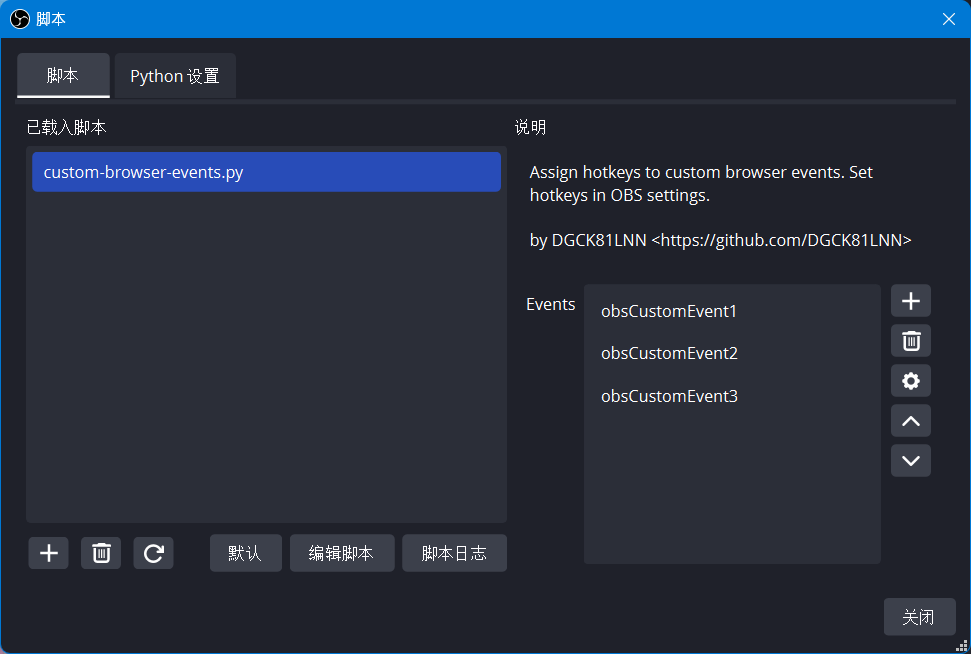 脚本
脚本
Python 设置
已载入脚本
custom-browser-events.py
默认
编辑脚本
脚本日志
说明
Assign hotkeys to custom browser events. Set
hotkeys in OBS settings.
by DGCK81LNN <https://github.com/DGCK81LNN>
Events
obsCustomEvent1
obsCustomEvent2
obsCustomEvent3
关闭